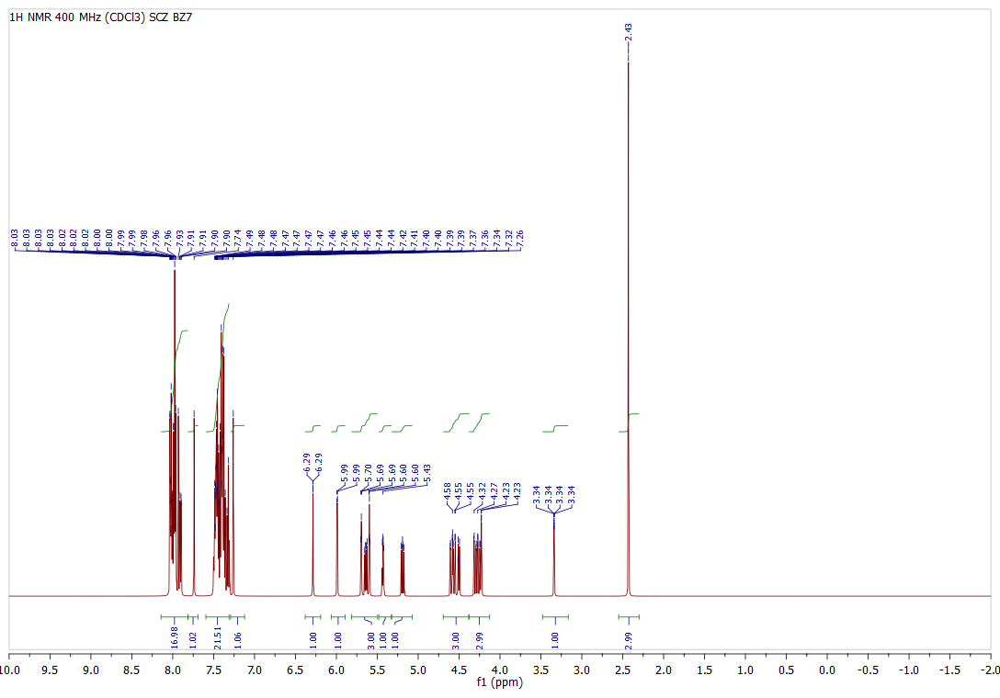 1H NMR 400 MHz (CDCl3) SCZ BZ7
2.43
8.03 8.03 8.03 8.03 8.02 8.02 8.02 8.00 8.00 7.99 7.99 7.98 7.96 7.96 7.93 7.91 7.91 7.90 7.90 7.74 7.49 7.48 7.48 7.47 7.47 7.47 7.47 7.46 7.46 7.45 7.45 7.44 7.44 7.42 7.41 7.40 7.40 7.39 7.39 7.37 7.36 7.34 7.32 7.26
6.29 6.29 5.99 5.99 5.70 5.69 5.69 5.60 5.60 5.43 4.58 4.55 4.55 4.32 4.27 4.23 4.23 3.34 3.34 3.34 3.34
16.98 1.02 21.51 1.06 1.00 1.00 3.00 1.00 1.00 3.00 2.99 1.00 2.99
10.0 9.5 9.0 8.5 8.0 7.5 7.0 6.5 6.0 5.5 5.0 4.5 4.0 3.5 3.0 2.5 2.0 1.5 1.0 0.5 0.0 -0.5 -1.0 -1.5 -2.0
f1 (ppm)